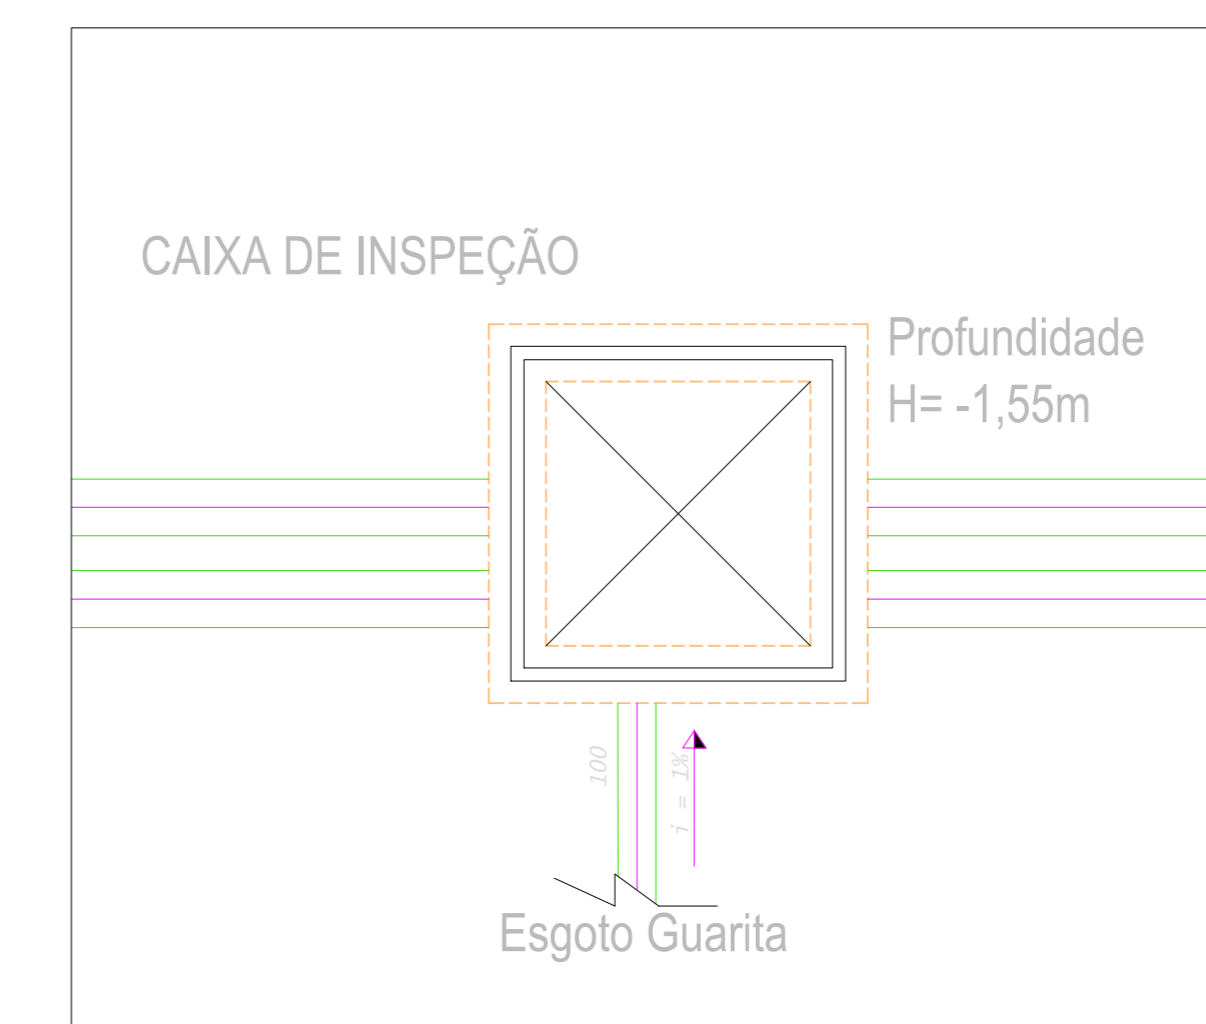 CAIXA DE INSPEÇÃO
Profundidade
H= -1,55m
100
i = 1%
Esgoto Guarita